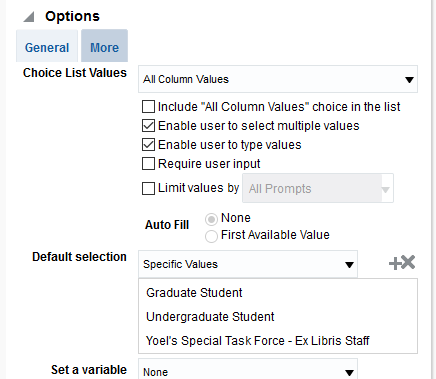 Options
General More
Choice List Values All Column Values
Include "All Column Values" choice in the list
Enable user to select multiple values
Enable user to type values
Require user input
Limit values by All Prompts
Auto Fill None
First Available Value
Default selection Specific Values
Graduate Student
Undergraduate Student
Yoel's Special Task Force - Ex Libris Staff
Set a variable None